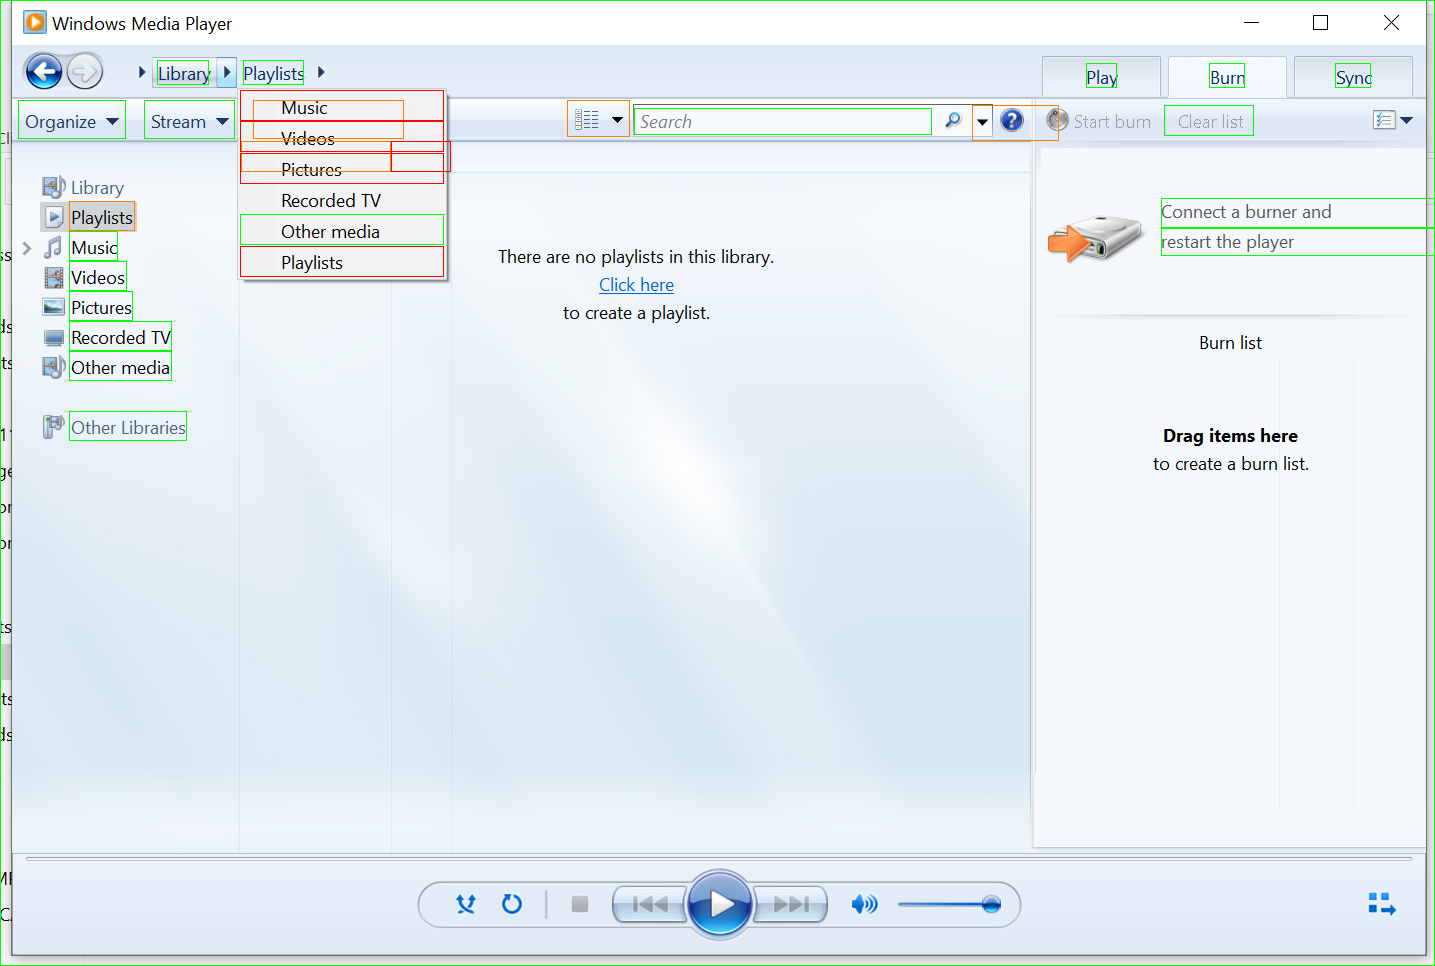 Windows Media Player
Library
Playlists
Play
Burn
Sync
Organize
Stream
Search
Start burn
Clear list
Music
Videos
Pictures
Recorded TV
Other media
Playlists
Library
Playlists
Music
Videos
Pictures
Recorded TV
Other media
Other Libraries
There are no playlists in this library.
Click here
to create a playlist.
Connect a burner and
restart the player
Burn list
Drag items here
to create a burn list.